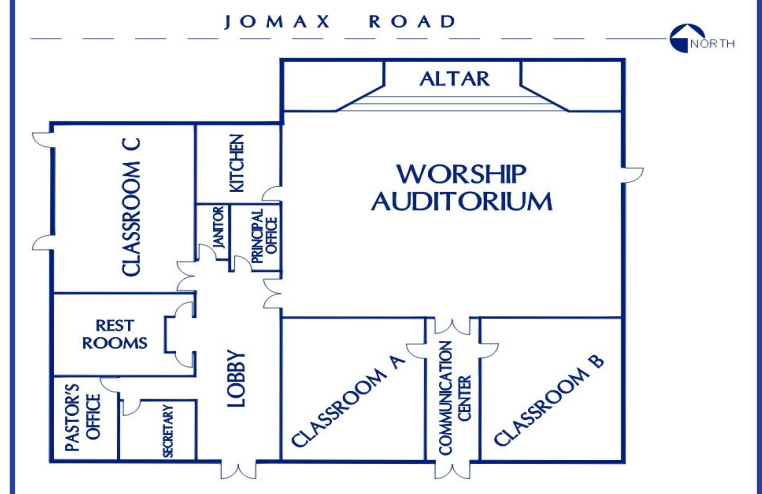 JOMAX ROAD
NORTH
ALTAR
WORSHIP
AUDITORIUM
CLASSROOM C
KITCHEN
JANITOR
PRINCIPAL
OFFICE
REST
ROOMS
LOBBY
PASTOR'S
OFFICE
SECRETARY
CLASSROOM A
COMMUNICATION
CENTER
CLASSROOM B